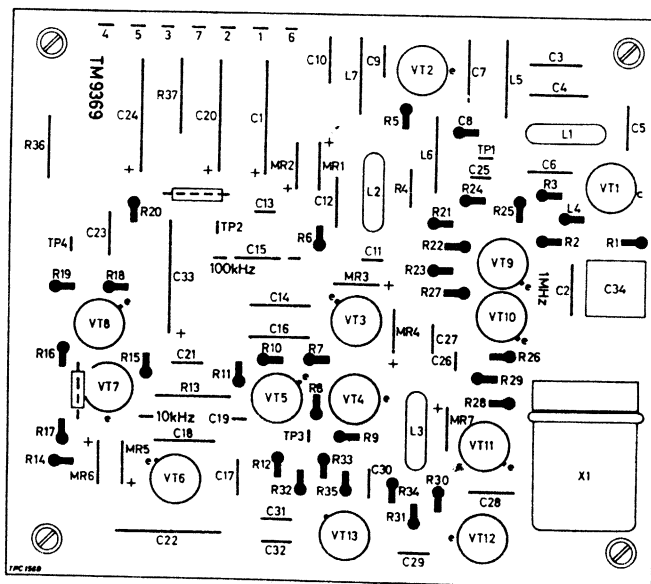 4 5 3 7 2 1 6
TM9369
C10
L7
C9
VT2
e
C7
L5
C3
C4
R37
C24
C20
C1
R5
C8
L1
C5
R36
MR2
MR1
L6
TP1
C25
C6
L2
R4
R24
R3
VT1
c
R20
C13
C12
R21
R25
L4
TP4
C23
TP2
R6
R22
R2
R1
C33
C15
100kHz
C11
R23
VT9
e
R19
R18
MR3
R27
1MHz
C2
C34
e
C14
e
VT8
VT3
MR4
VT10
C16
C27
e
R16
R15
C21
R11
R10
R7
C26
R26
VT7
R13
e
R29
e
VT5
R8
VT4
R28
10kHz
C19
e
R17
C18
TP3
R9
L3
MR7
R14
MR6
MR5
e
VT6
C17
R12
R33
C30
VT11
e
X1
R32
R35
R34
R30
C31
R31
C28
C22
e
VT13
VT12
e
C32
C29
TPC1568